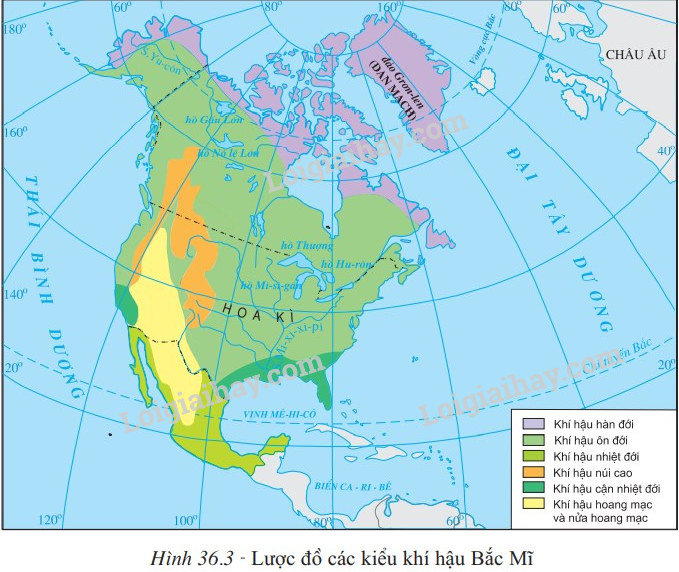 180°
80°
60°
40°
20°
0°
Vòng cực Bắc
CHÂU ÂU
S. Yu-côn
đảo Grơn-len
(ĐAN MẠCH)
160°
hồ Gấu Lớn
Loigiaihay.com
40°
hồ Nô lệ Lớn
THÁI BÌNH DƯƠNG
ĐẠI TÂY DƯƠNG
hồ Thượng
hồ Hu-rôn
hồ Mi-si-gân
140°
HOA KÌ
Mi-xi-xi-pi
Chí tuyến Bắc
20°
20°
Loigiaihay.com
Loigiaihay.com
VỊNH MÊ-HI-CÔ
BIỂN CA - RI - BÊ
120°
100°
80°
60°
Khí hậu hàn đới
Khí hậu ôn đới
Khí hậu nhiệt đới
Khí hậu núi cao
Khí hậu cận nhiệt đới
Khí hậu hoang mạc
và nửa hoang mạc
Hình 36.3 - Lược đồ các kiểu khí hậu Bắc Mĩ